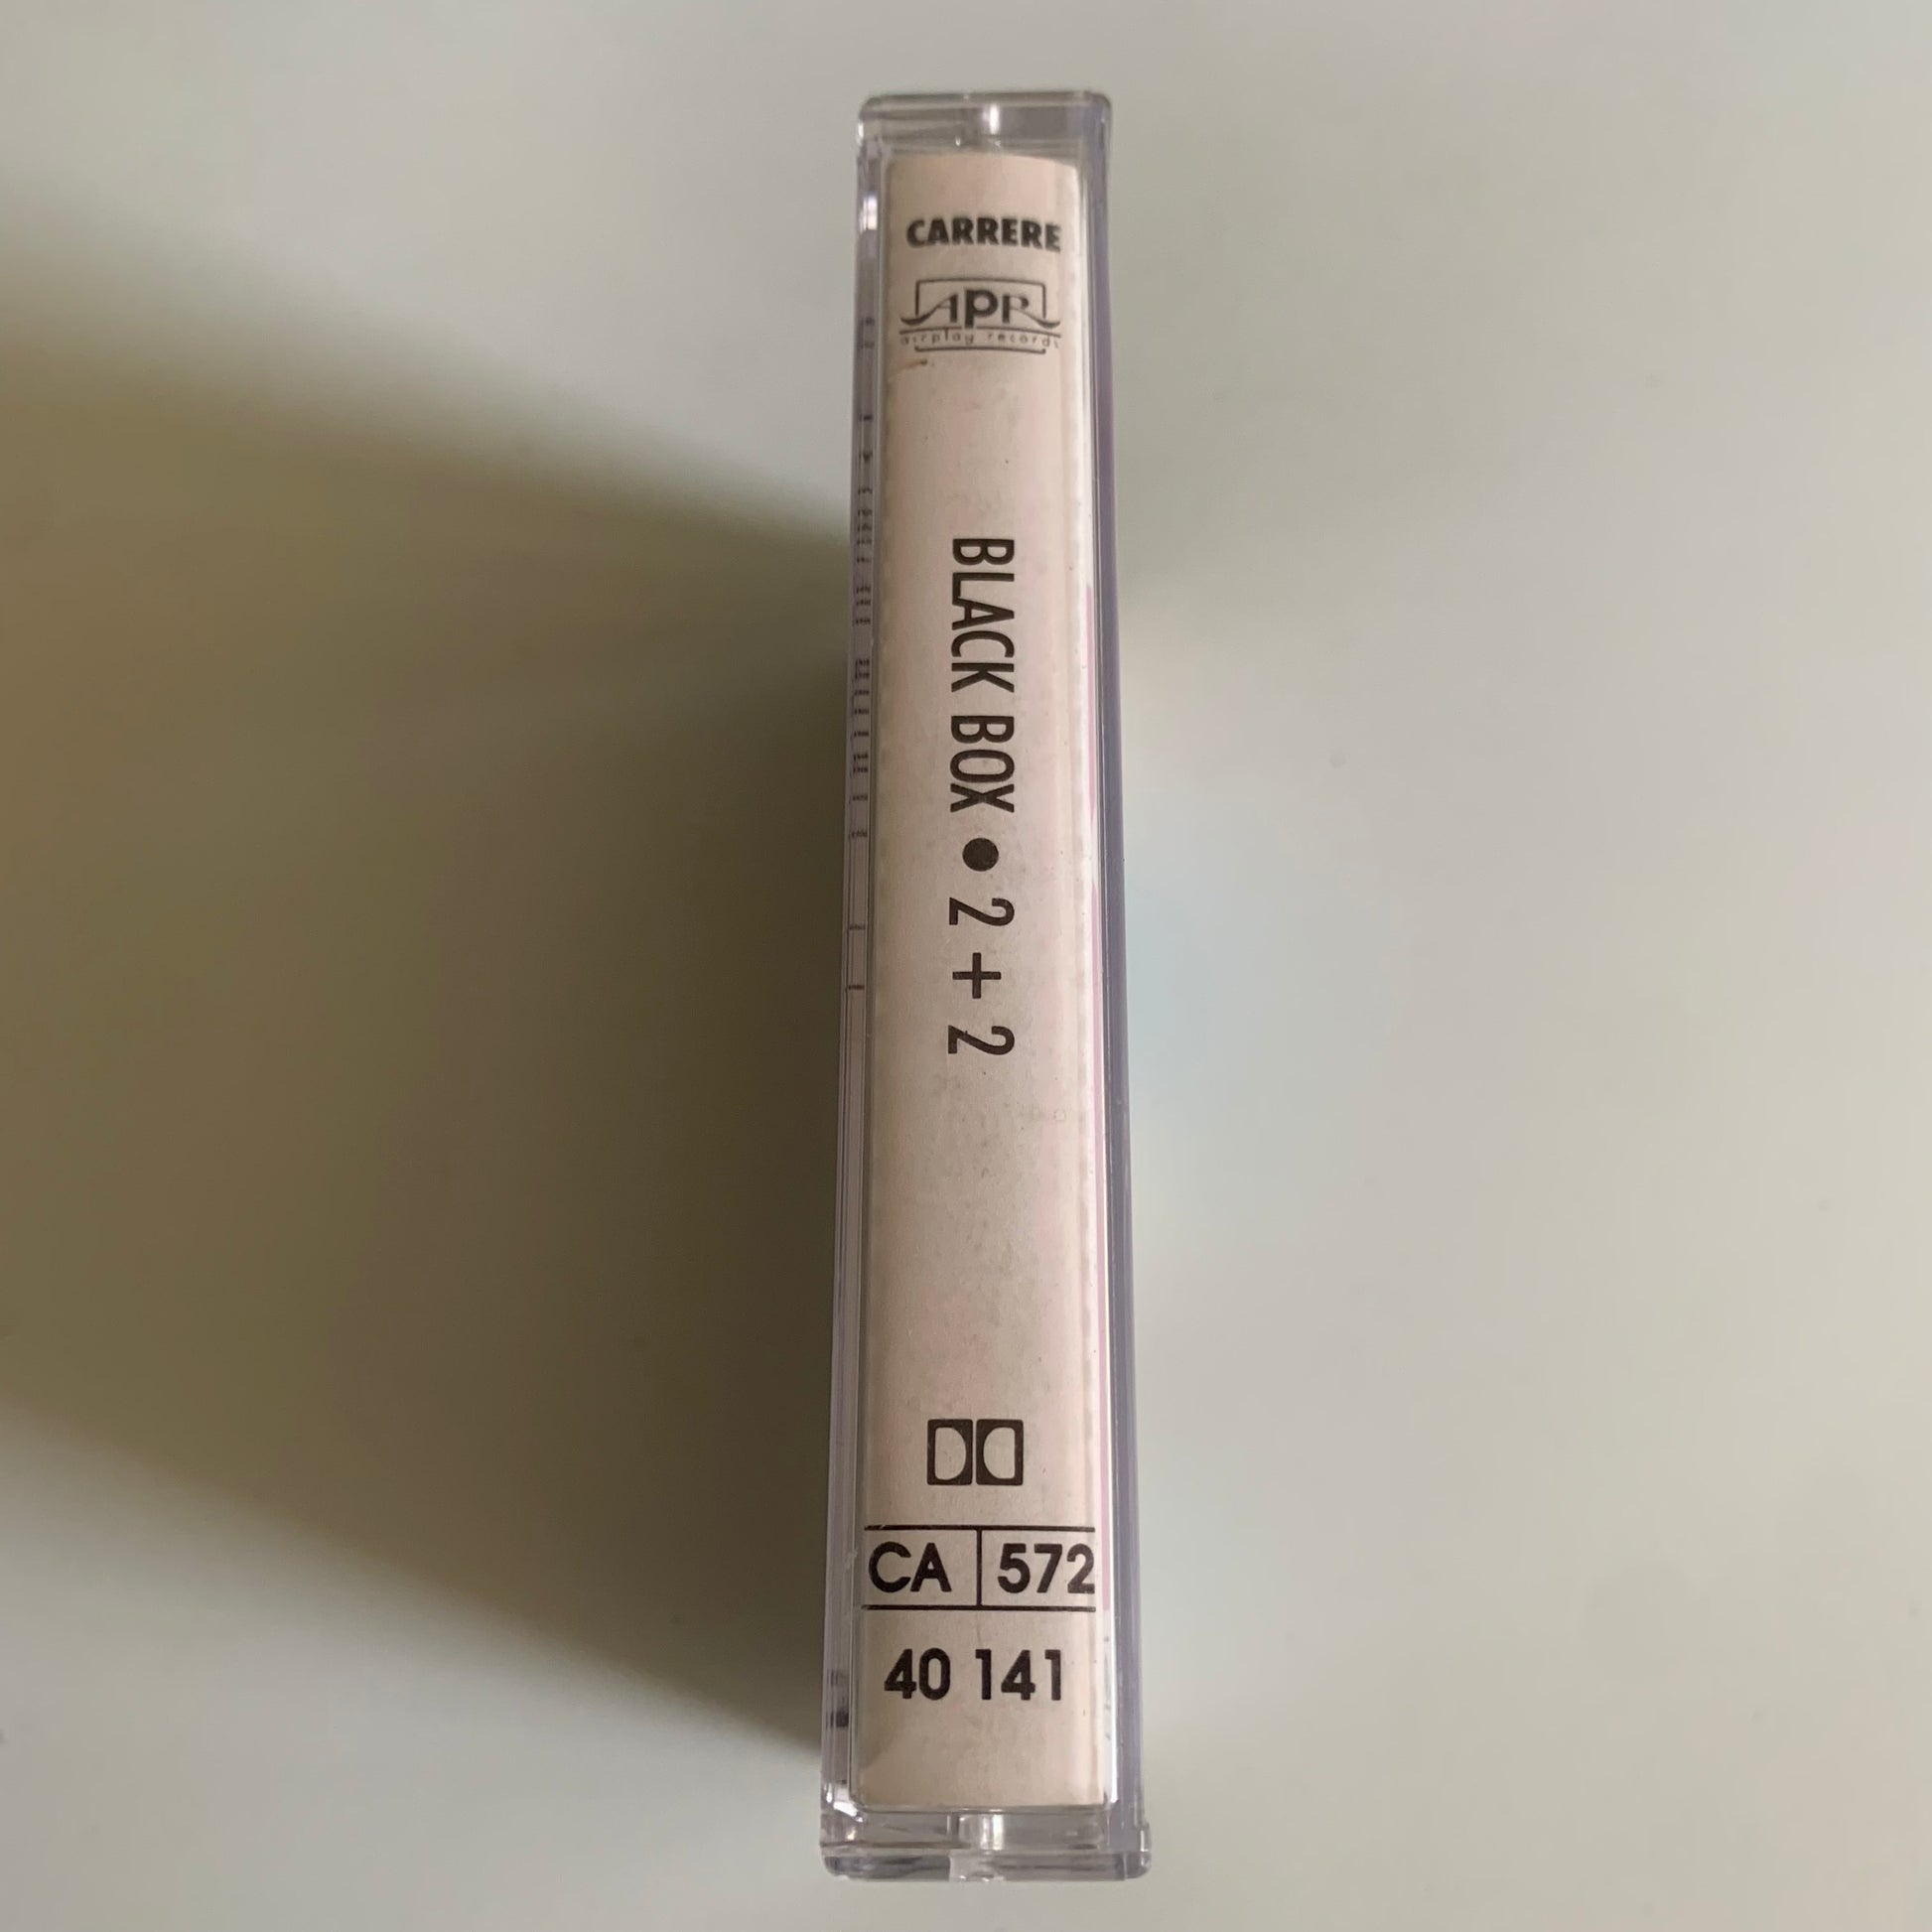 CARRERE
APR
airplay records
BLACK BOX • 2 + 2
CA 572
40 141